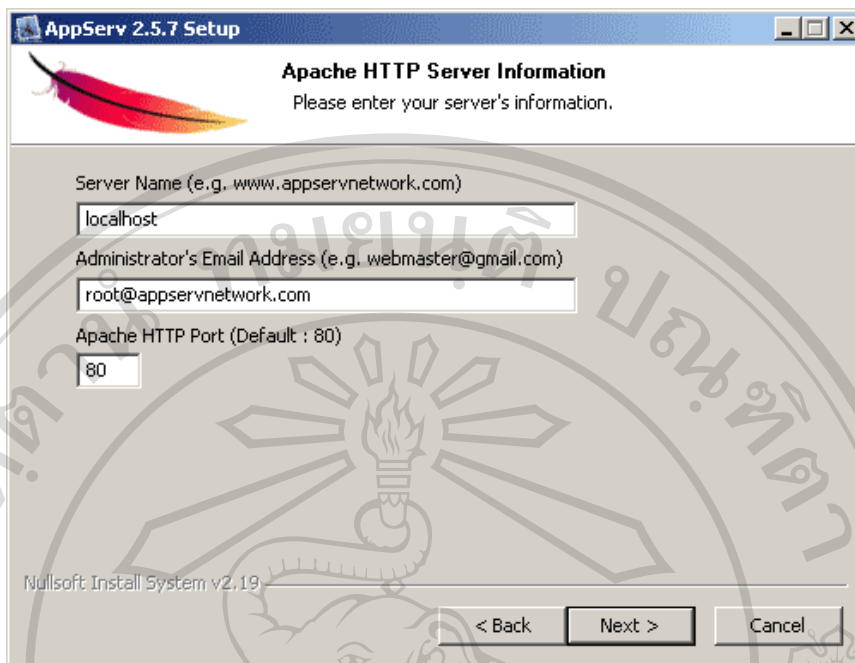 AppServ 2.5.7 Setup
Apache HTTP Server Information
Please enter your server's information.
Server Name (e.g. www.appservnetwork.com)
localhost
Administrator's Email Address (e.g. webmaster@gmail.com)
root@appservnetwork.com
Apache HTTP Port (Default : 80)
80
Nullsoft Install System v2.19
< Back
Next >
Cancel